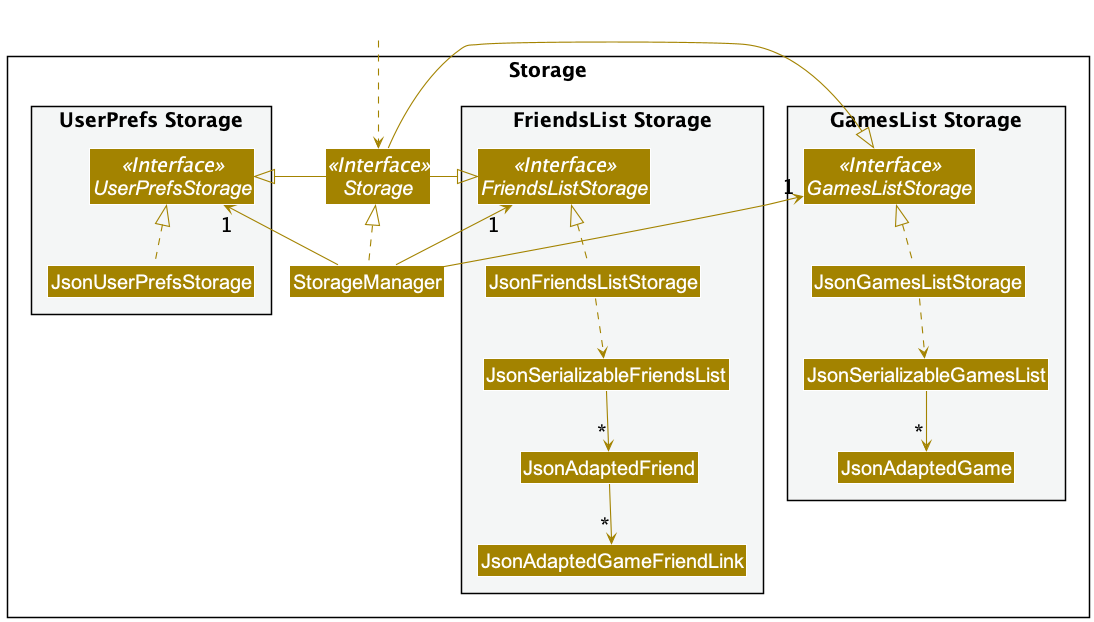 Storage
UserPrefs Storage
FriendsList Storage
GamesList Storage
«Interface»
UserPrefsStorage
«Interface»
Storage
«Interface»
FriendsListStorage
«Interface»
GamesListStorage
1
1
1
JsonUserPrefsStorage
StorageManager
JsonFriendsListStorage
JsonGamesListStorage
JsonSerializableFriendsList
JsonSerializableGamesList
*
*
JsonAdaptedFriend
JsonAdaptedGame
*
JsonAdaptedGameFriendLink